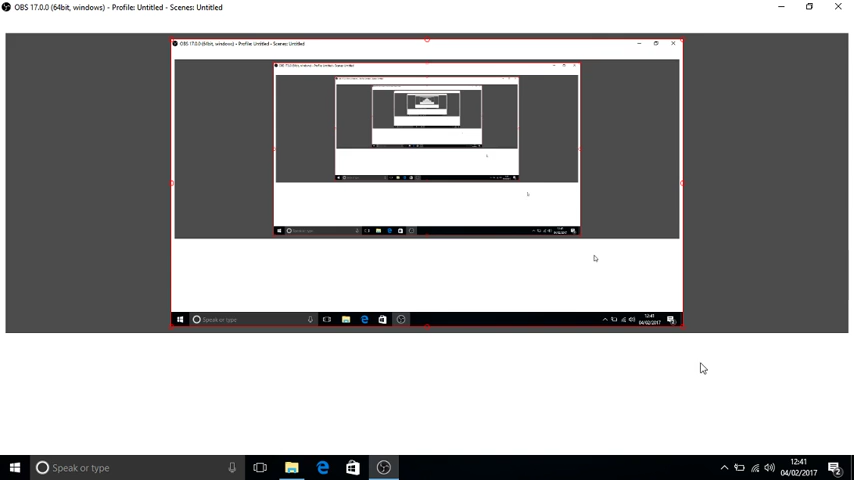 OBS 17.0.0 (64bit, windows) - Profile: Untitled - Scenes: Untitled
OBS 17.0.0 (64bit, windows) - Profile: Untitled - Scenes: Untitled
Speak or type
12:41
04/02/2017
Speak or type
12:41
04/02/2017
2